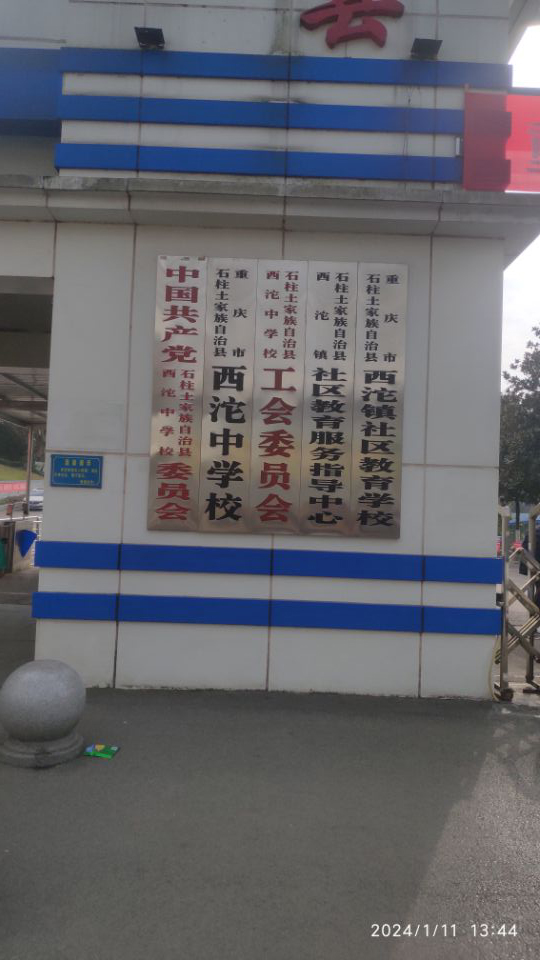 县
中国共产党石柱土家族自治县西沱中学校委员会
重庆市石柱土家族自治县西沱中学校
石柱土家族自治县西沱中学校工会委员会
石柱土家族自治县西沱镇社区教育服务指导中心
重庆市石柱土家族自治县西沱镇社区教育学校
2024/1/11 13:44